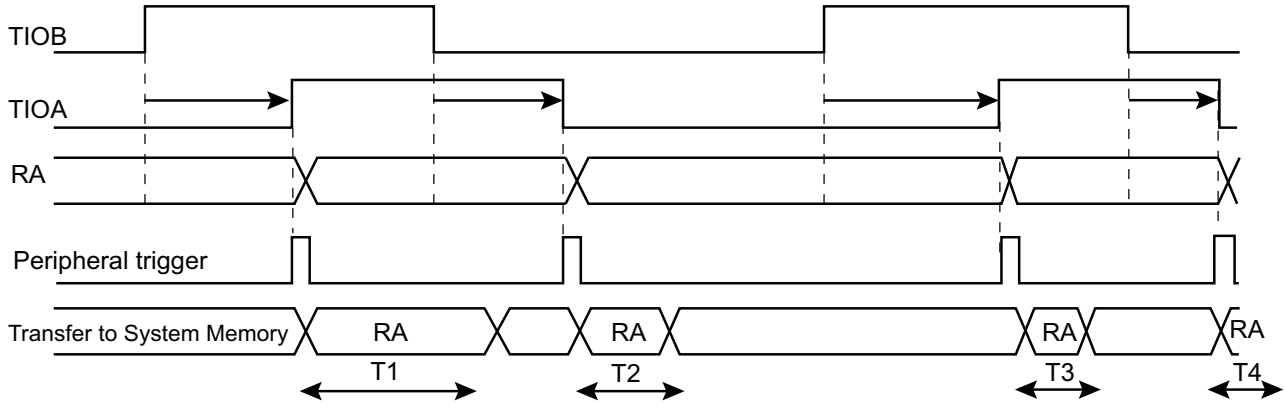 TIOB
TIOA
RA
Peripheral trigger
Transfer to System Memory RA RA RA RA
T1 T2 T3 T4